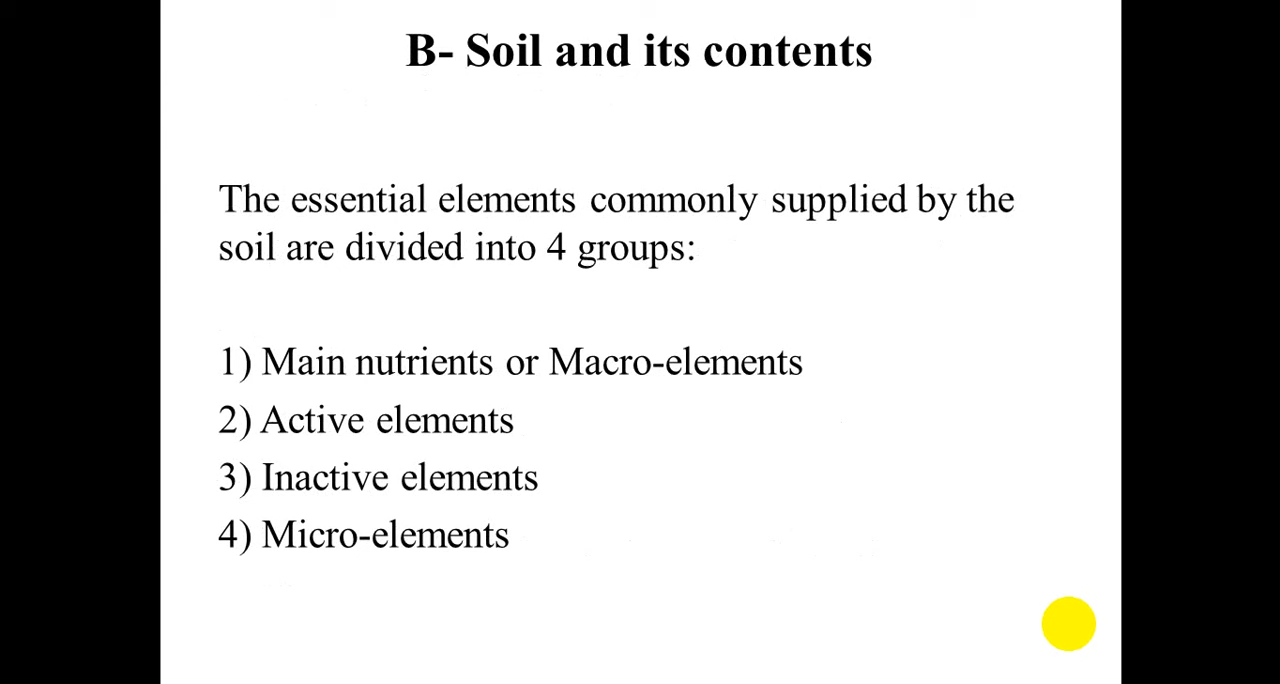 B- Soil and its contents
The essential elements commonly supplied by the
soil are divided into 4 groups:
1) Main nutrients or Macro-elements
2) Active elements
3) Inactive elements
4) Micro-elements